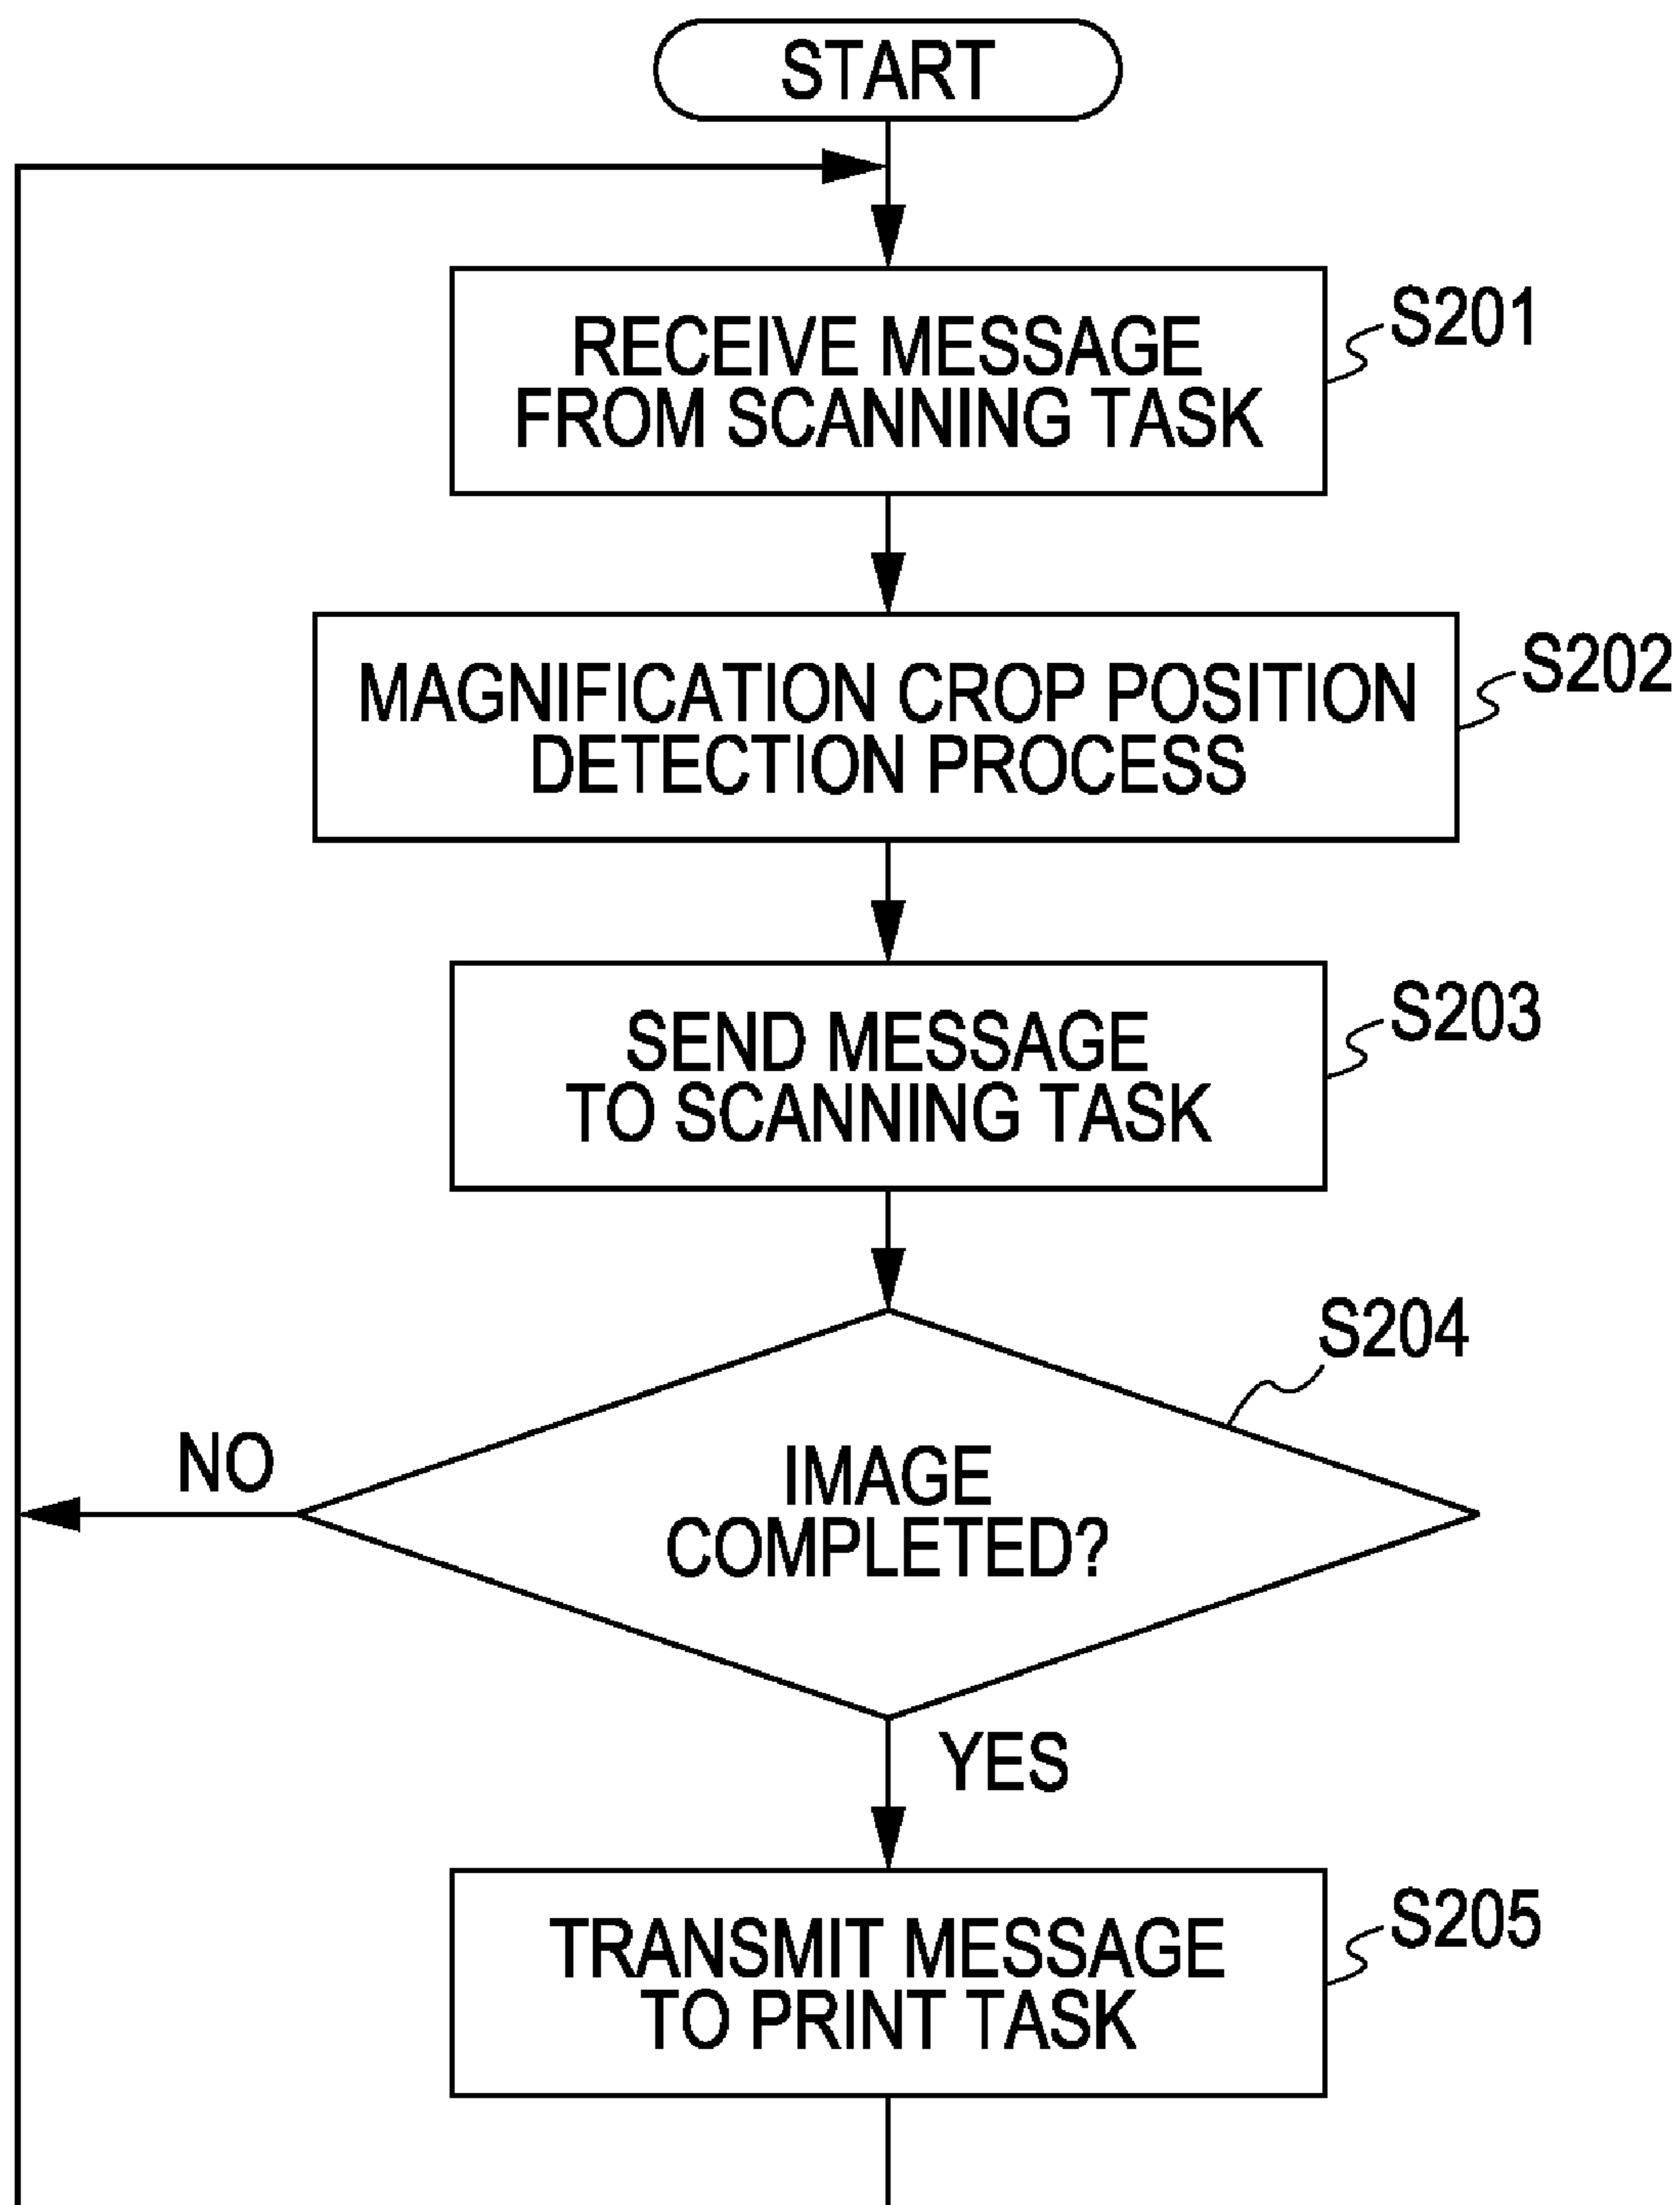 START
RECEIVE MESSAGE
FROM SCANNING TASK
S201
MAGNIFICATION CROP POSITION
DETECTION PROCESS
S202
SEND MESSAGE
TO SCANNING TASK
S203
S204
IMAGE
COMPLETED?
NO
YES
TRANSMIT MESSAGE
TO PRINT TASK
S205